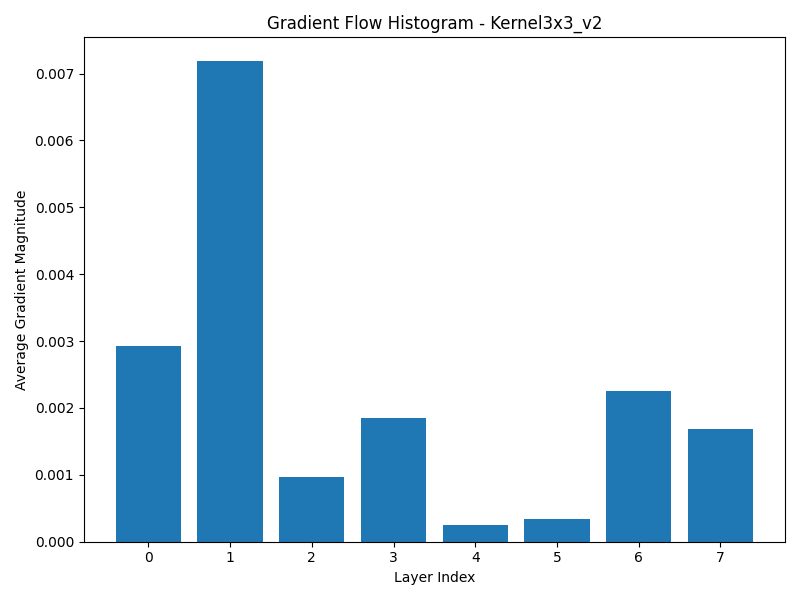 Gradient Flow Histogram - Kernel3x3_v2
0.007
0.006
0.005
0.004
0.003
0.002
0.001
0.000
Average Gradient Magnitude
0 1 2 3 4 5 6 7
Layer Index